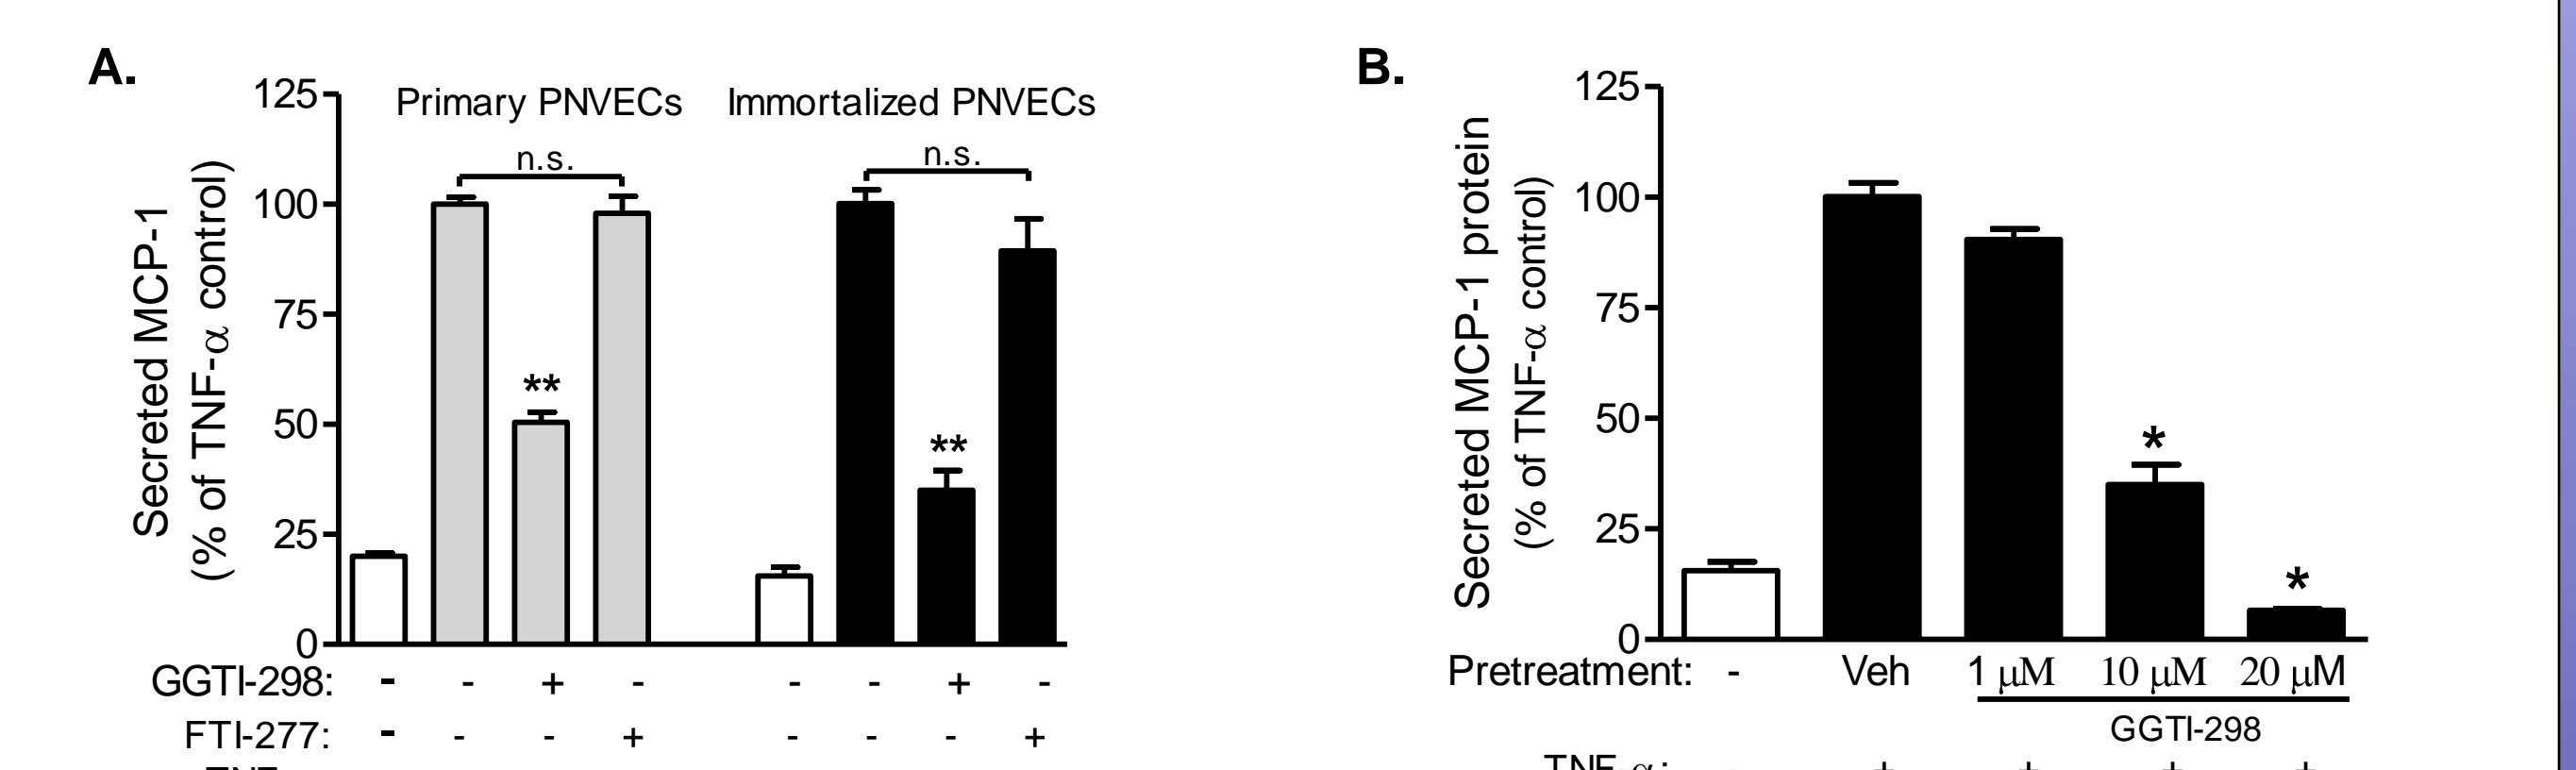 A.
Primary PNVECs
Immortalized PNVECs
n.s.
n.s.
**
**
Secreted MCP-1
(% of TNF-α control)
125
100
75
50
25
0
GGTI-298: - - + - - - + -
FTI-277: - - - + - - - +
B.
Secreted MCP-1 protein
(% of TNF-α control)
125
100
75
50
25
0
*
*
Pretreatment: - Veh 1 μM 10 μM 20 μM
GGTI-298
TNF-α: - + + + +